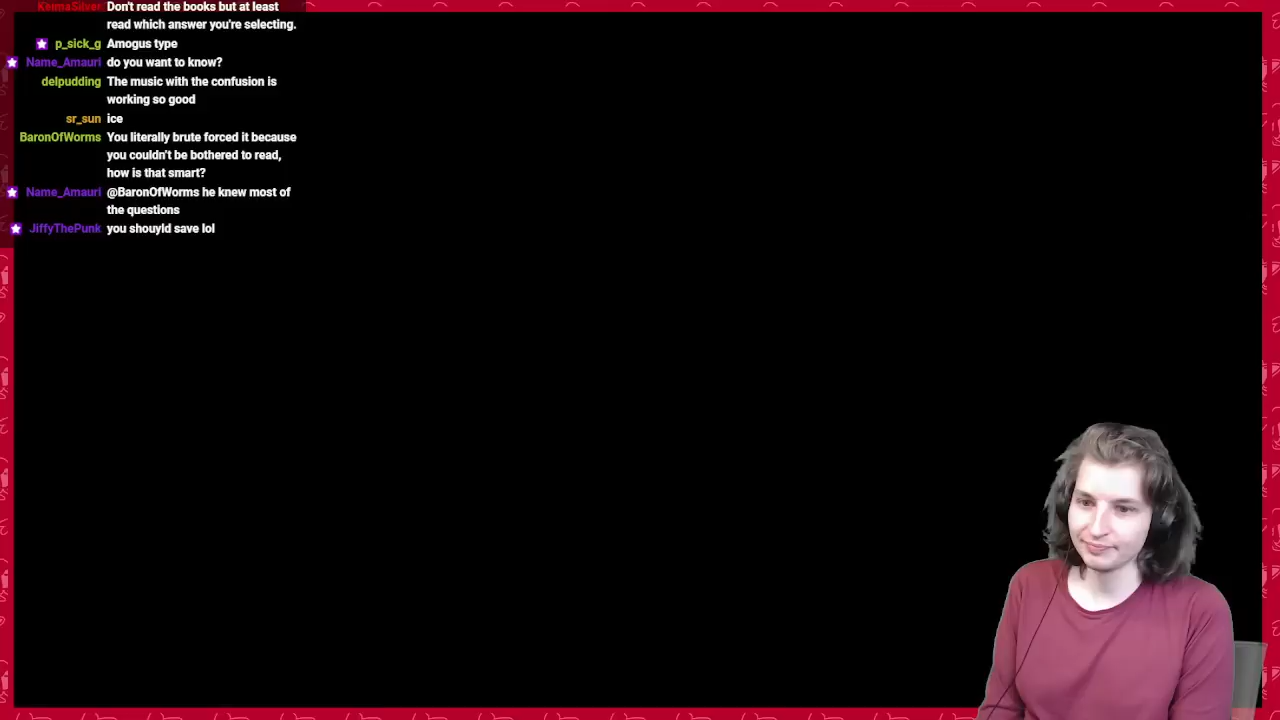 KermaSilver Don't read the books but at least
read which answer you're selecting.
p_sick_g Amogus type
Name_Amauri do you want to know?
delpudding The music with the confusion is
working so good
sr_sun ice
BaronOfWorms You literally brute forced it because
you couldn't be bothered to read,
how is that smart?
Name_Amauri @BaronOfWorms he knew most of
the questions
JiffyThePunk you shouyld save lol